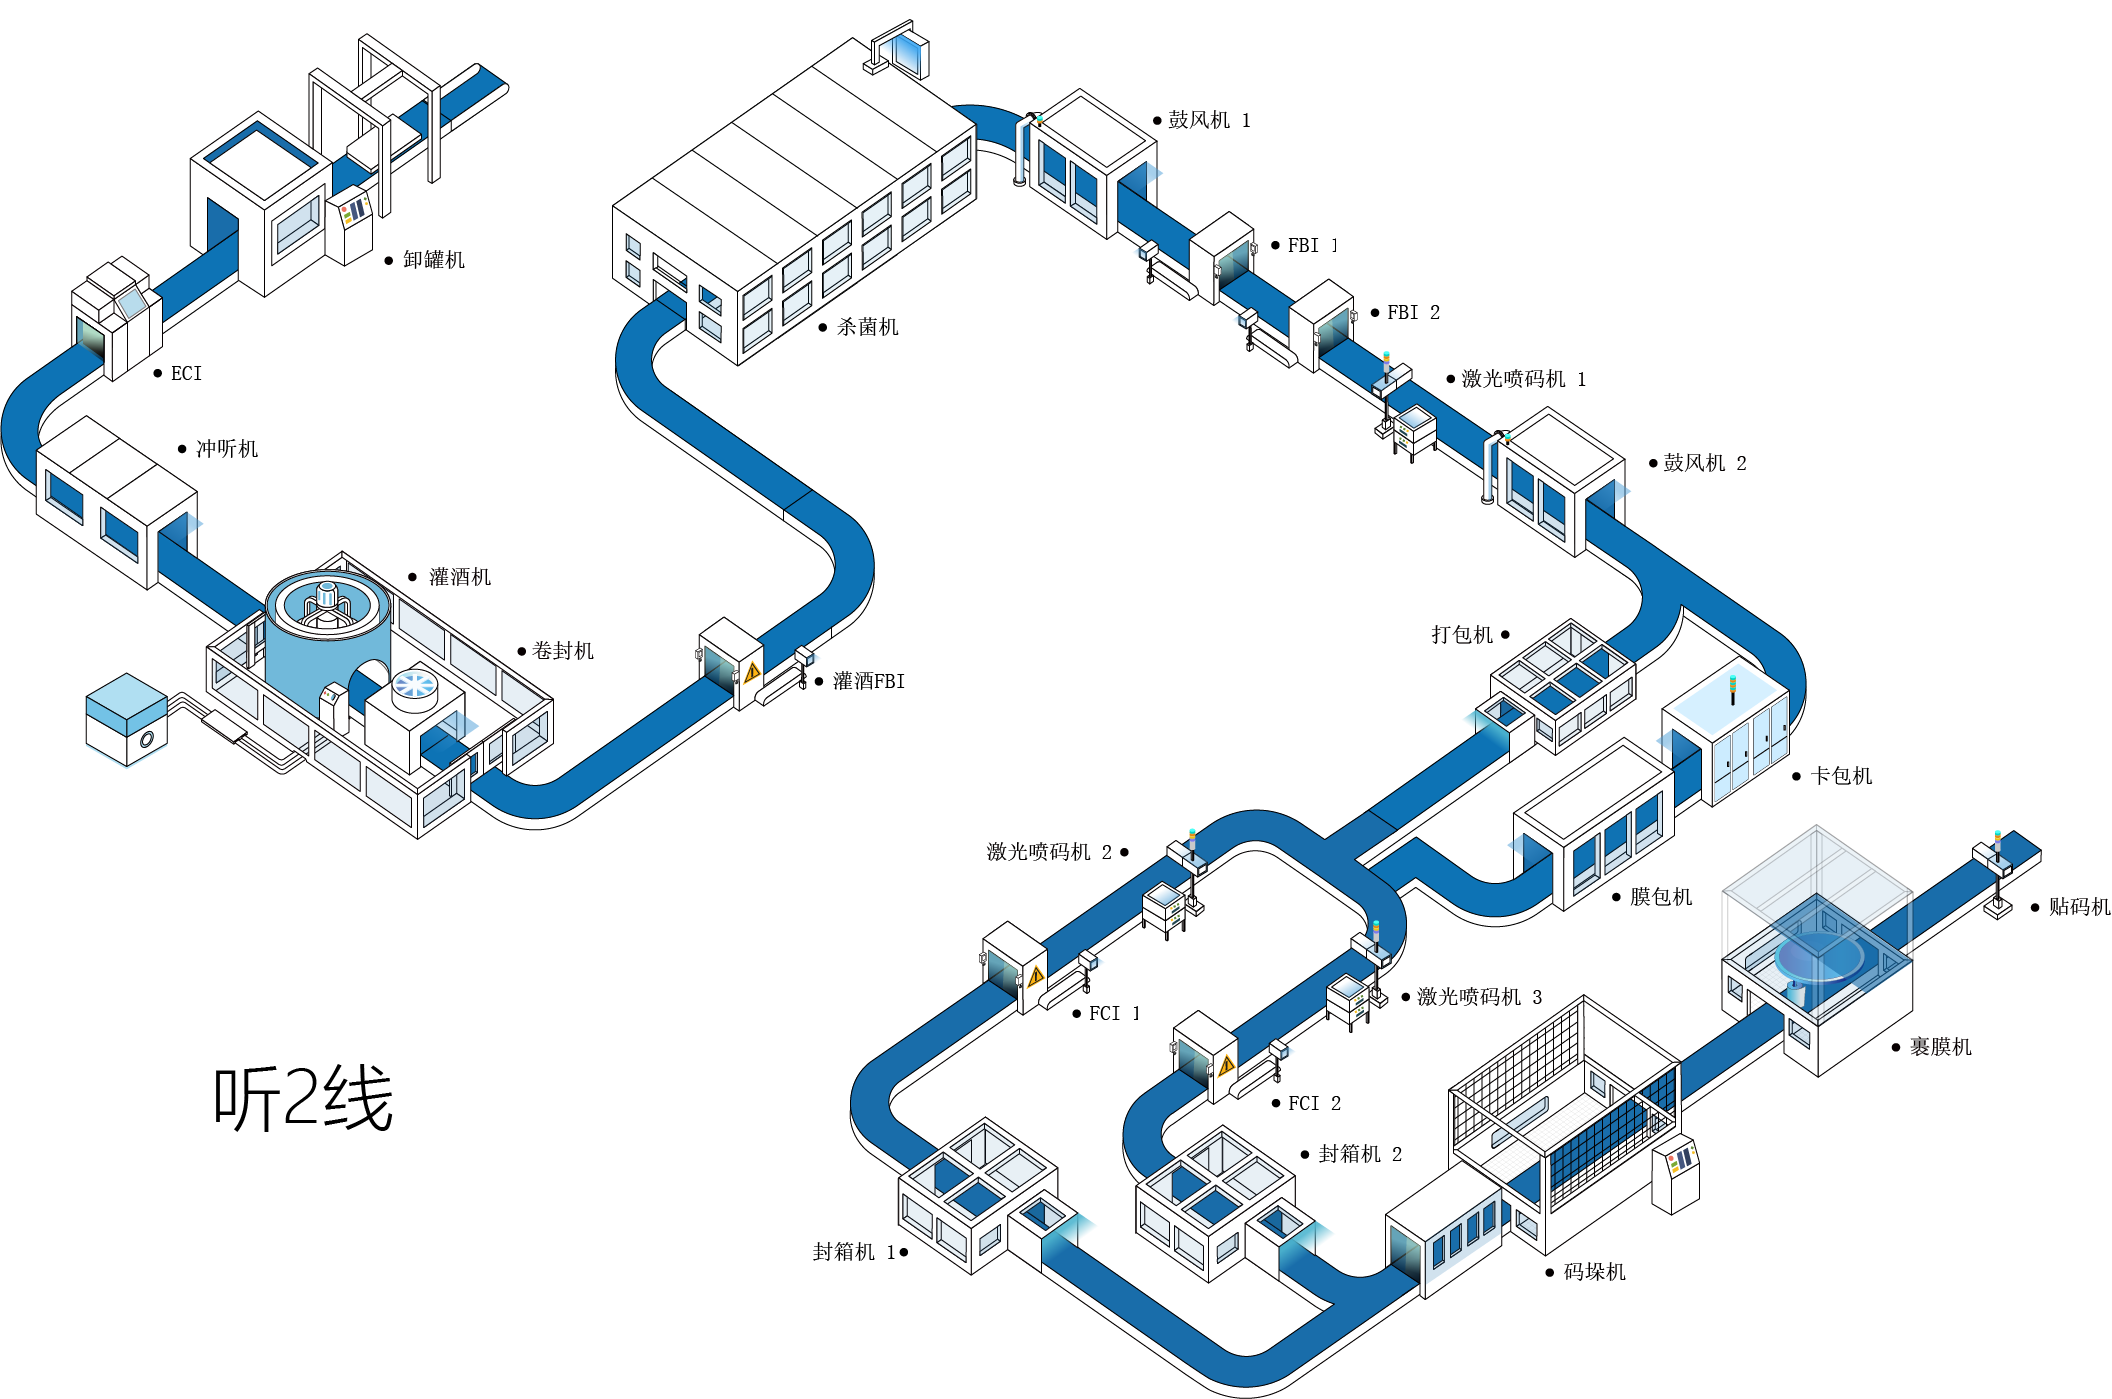 鼓风机 1
卸罐机
FBI 1
FBI 2
杀菌机
ECI
激光喷码机 1
冲听机
鼓风机 2
灌酒机
打包机
卷封机
灌酒FBI
卡包机
激光喷码机 2
膜包机
贴码机
激光喷码机 3
FCI 1
裹膜机
听2线
FCI 2
封箱机 2
封箱机 1
码垛机